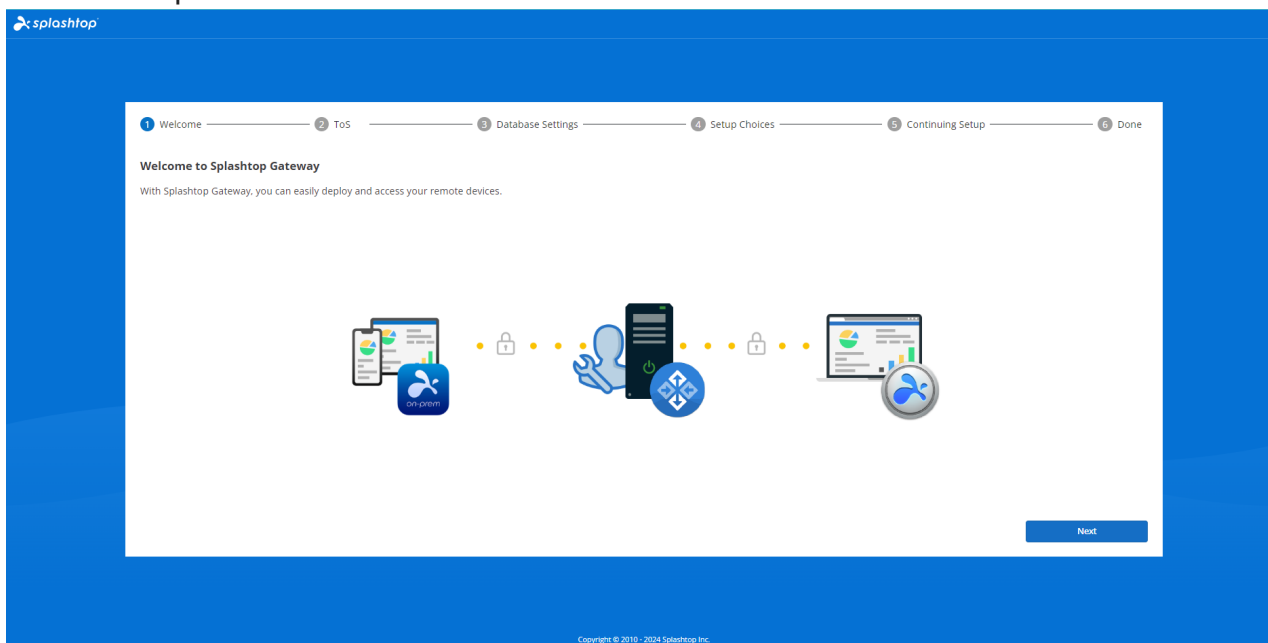 splashtop
1 Welcome 2 ToS 3 Database Settings 4 Setup Choices 5 Continuing Setup 6 Done
Welcome to Splashtop Gateway
With Splashtop Gateway, you can easily deploy and access your remote devices.
on-prem
Next
Copyright © 2010 - 2024 Splashtop Inc.